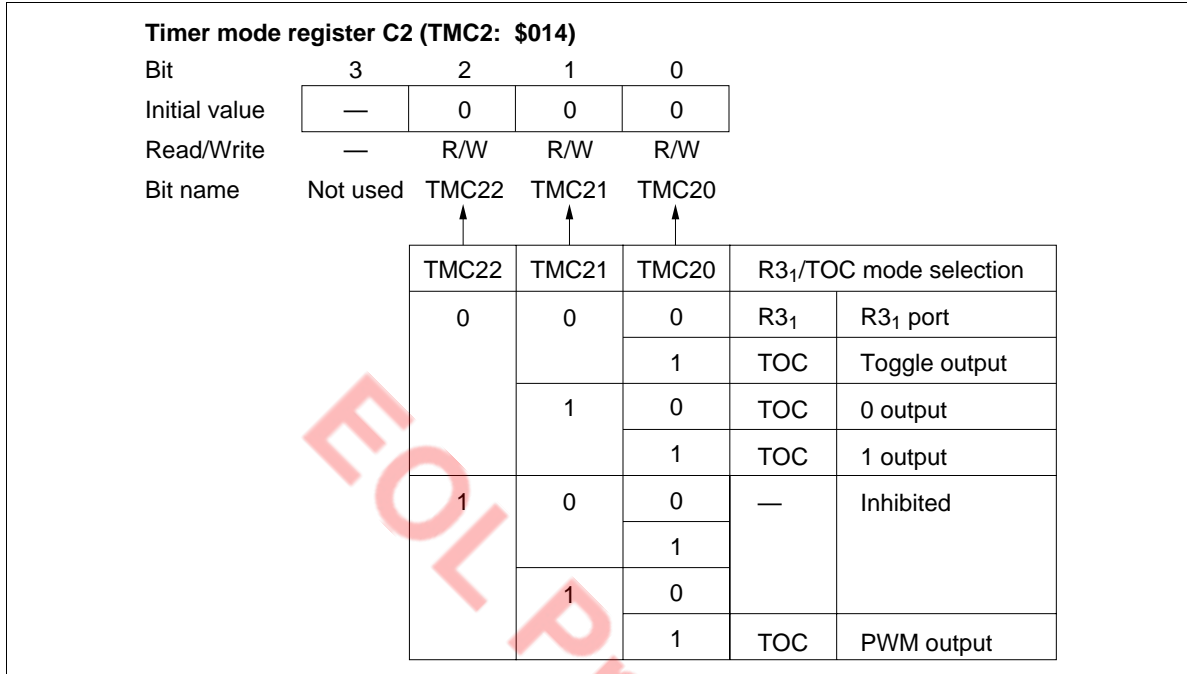 Timer mode register C2 (TMC2: $014)
Bit 3 2 1 0
Initial value — 0 0 0
Read/Write — R/W R/W R/W
Bit name Not used TMC22 TMC21 TMC20
TMC22 TMC21 TMC20 R3₁/TOC mode selection
0 0 0 R3₁ R3₁ port
1 TOC Toggle output
1 0 TOC 0 output
1 TOC 1 output
1 0 0 — Inhibited
1
1 0
1 TOC PWM output
EOL Pr